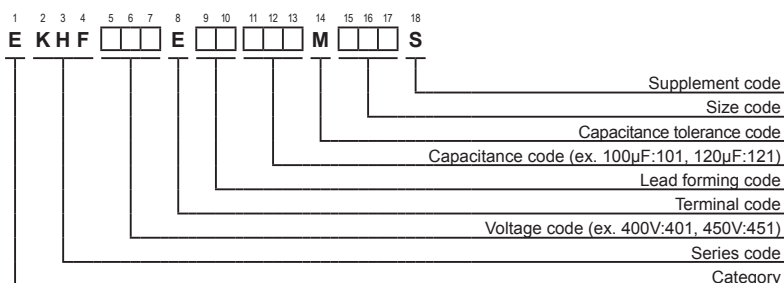 1 2 3 4 5 6 7 8 9 10 11 12 13 14 15 16 17 18
E K H F □□□ E □□ □□□ M □□□ S
Supplement code
Size code
Capacitance tolerance code
Capacitance code (ex. 100µF:101, 120µF:121)
Lead forming code
Terminal code
Voltage code (ex. 400V:401, 450V:451)
Series code
Category